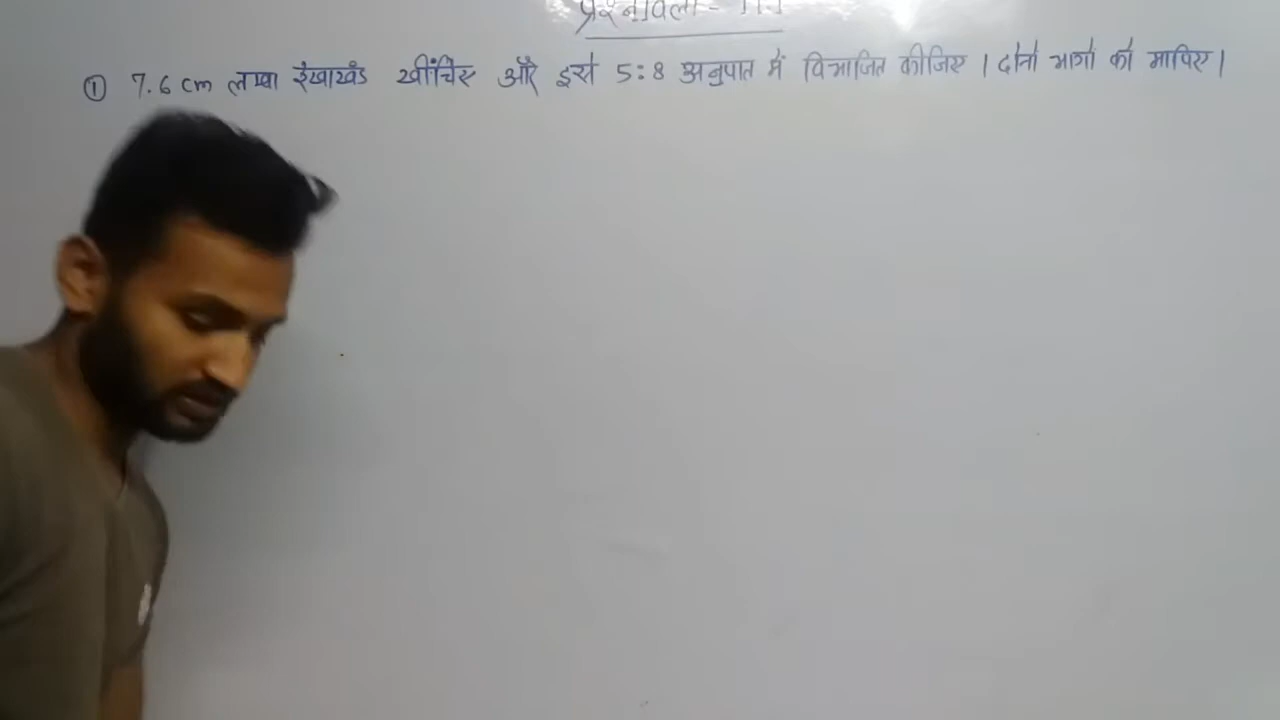 प्रश्नावली - 11.1
① 7.6 cm लम्बा रेखाखंड खींचिए और इसे 5:8 अनुपात में विभाजित कीजिए । दोनो भागो को मापिए ।